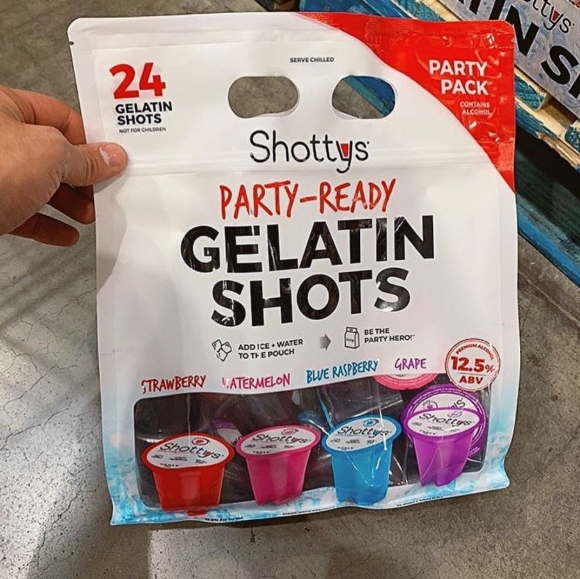 SERVE CHILLED
24
GELATIN
SHOTS
NOT FOR CHILDREN
PARTY
PACK
CONTAINS
ALCOHOL
Shottys
PARTY-READY
GELATIN
SHOTS
ADD ICE + WATER
TO THE POUCH
BE THE
PARTY HERO!
STRAWBERRY
WATERMELON
BLUE RASPBERRY
GRAPE
PREMIUM ALCOHOL
12.5%
ABV
Shottys
Shottys
Shottys
Shottys